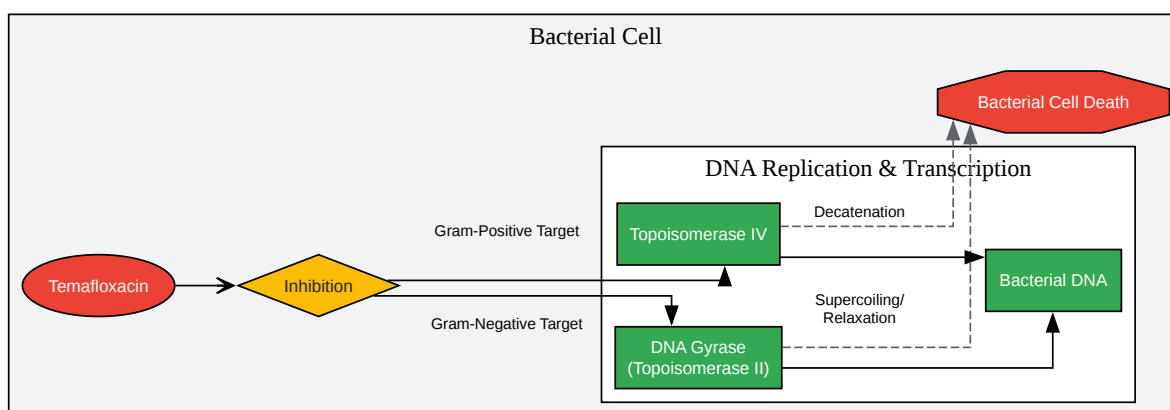 Bacterial Cell
Bacterial Cell Death
DNA Replication & Transcription
Decatenation
Gram-Positive Target
Topoisomerase IV
Temafloxacin
Inhibition
Bacterial DNA
Supercoiling/
Relaxation
Gram-Negative Target
DNA Gyrase
(Topoisomerase II)